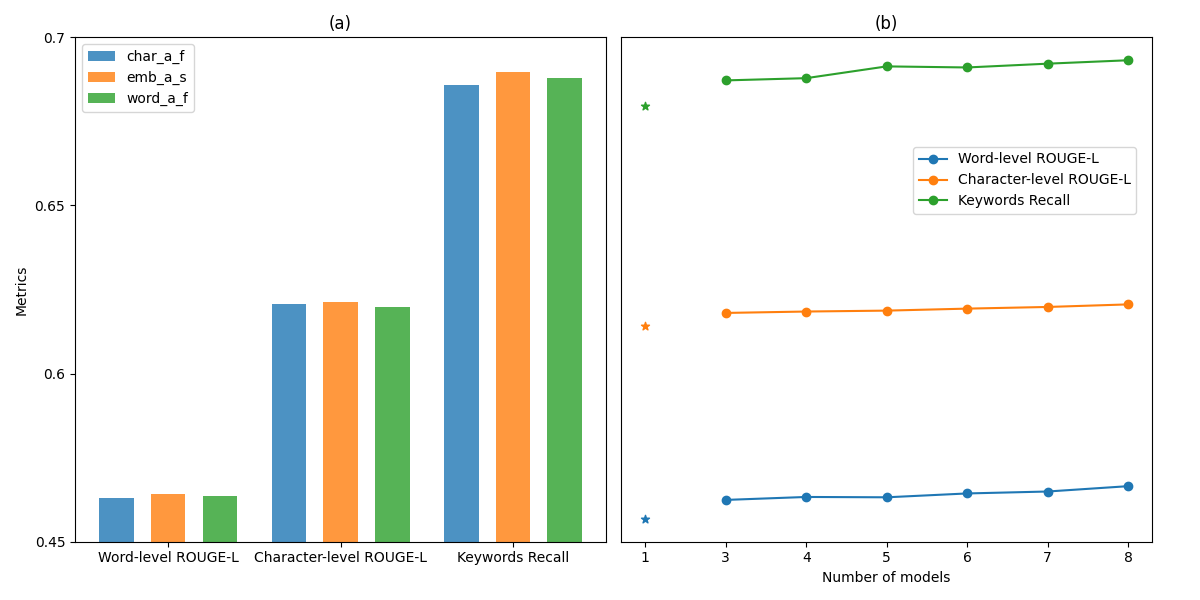 (a)
char_a_f
emb_a_s
word_a_f
0.7
0.65
0.6
0.45
Metrics
Word-level ROUGE-L
Character-level ROUGE-L
Keywords Recall
(b)
Word-level ROUGE-L
Character-level ROUGE-L
Keywords Recall
1 3 4 5 6 7 8
Number of models